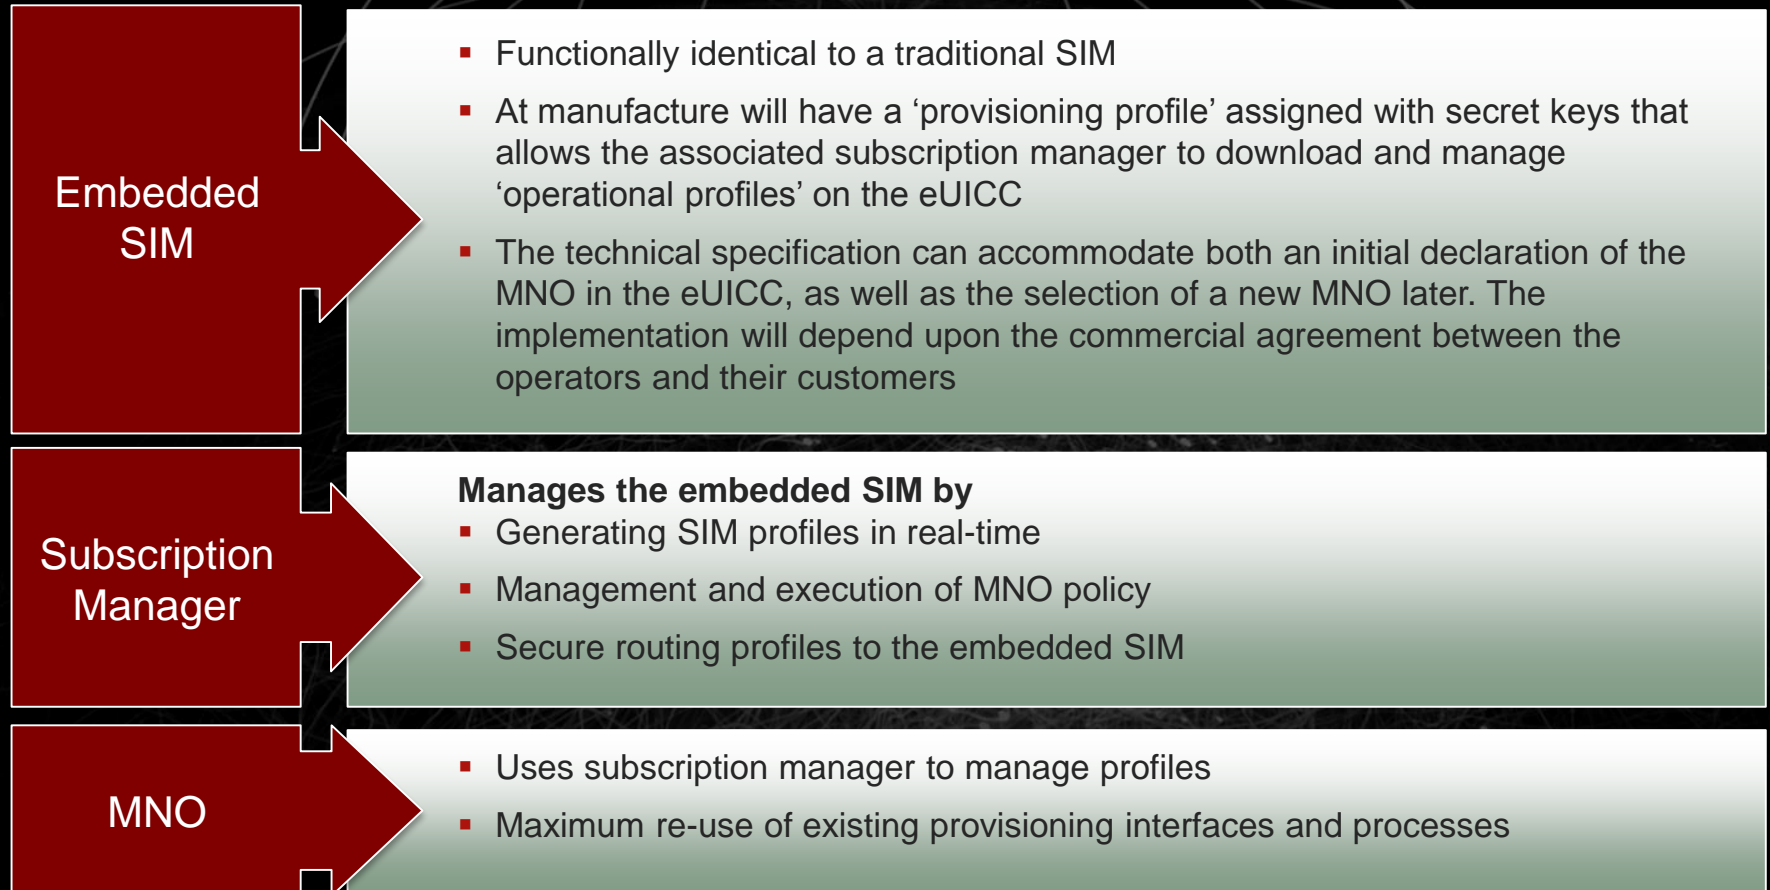 Embedded
SIM
▪ Functionally identical to a traditional SIM
▪ At manufacture will have a ‘provisioning profile’ assigned with secret keys that
allows the associated subscription manager to download and manage
‘operational profiles’ on the eUICC
▪ The technical specification can accommodate both an initial declaration of the
MNO in the eUICC, as well as the selection of a new MNO later. The
implementation will depend upon the commercial agreement between the
operators and their customers
Subscription
Manager
Manages the embedded SIM by
▪ Generating SIM profiles in real-time
▪ Management and execution of MNO policy
▪ Secure routing profiles to the embedded SIM
MNO
▪ Uses subscription manager to manage profiles
▪ Maximum re-use of existing provisioning interfaces and processes